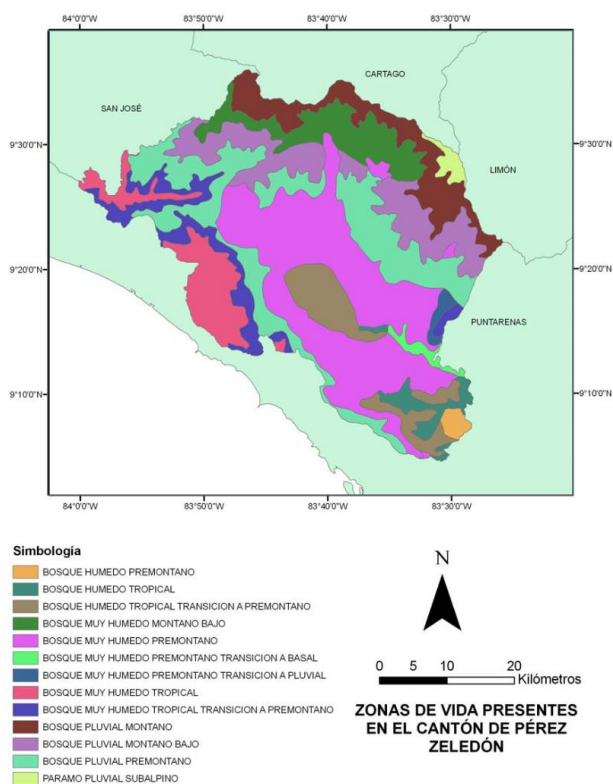 84°0'0"W 83°50'0"W 83°40'0"W 83°30'0"W
CARTAGO
SAN JOSÉ
9°30'0"N 9°30'0"N
LIMÓN
9°20'0"N 9°20'0"N
PUNTARENAS
9°10'0"N 9°10'0"N
84°0'0"W 83°50'0"W 83°40'0"W 83°30'0"W
Simbología
BOSQUE HUMEDO PREMONTANO
BOSQUE HUMEDO TROPICAL
BOSQUE HUMEDO TROPICAL TRANSICION A PREMONTANO
BOSQUE MUY HUMEDO MONTANO BAJO
BOSQUE MUY HUMEDO PREMONTANO
BOSQUE MUY HUMEDO PREMONTANO TRANSICION A BASAL
BOSQUE MUY HUMEDO PREMONTANO TRANSICION A PLUVIAL
BOSQUE MUY HUMEDO TROPICAL
BOSQUE MUY HUMEDO TROPICAL TRANSICION A PREMONTANO
BOSQUE PLUVIAL MONTANO
BOSQUE PLUVIAL MONTANO BAJO
BOSQUE PLUVIAL PREMONTANO
PARAMO PLUVIAL SUBALPINO
N
0 5 10 20
Kilómetros
ZONAS DE VIDA PRESENTES
EN EL CANTÓN DE PÉREZ
ZELEDÓN